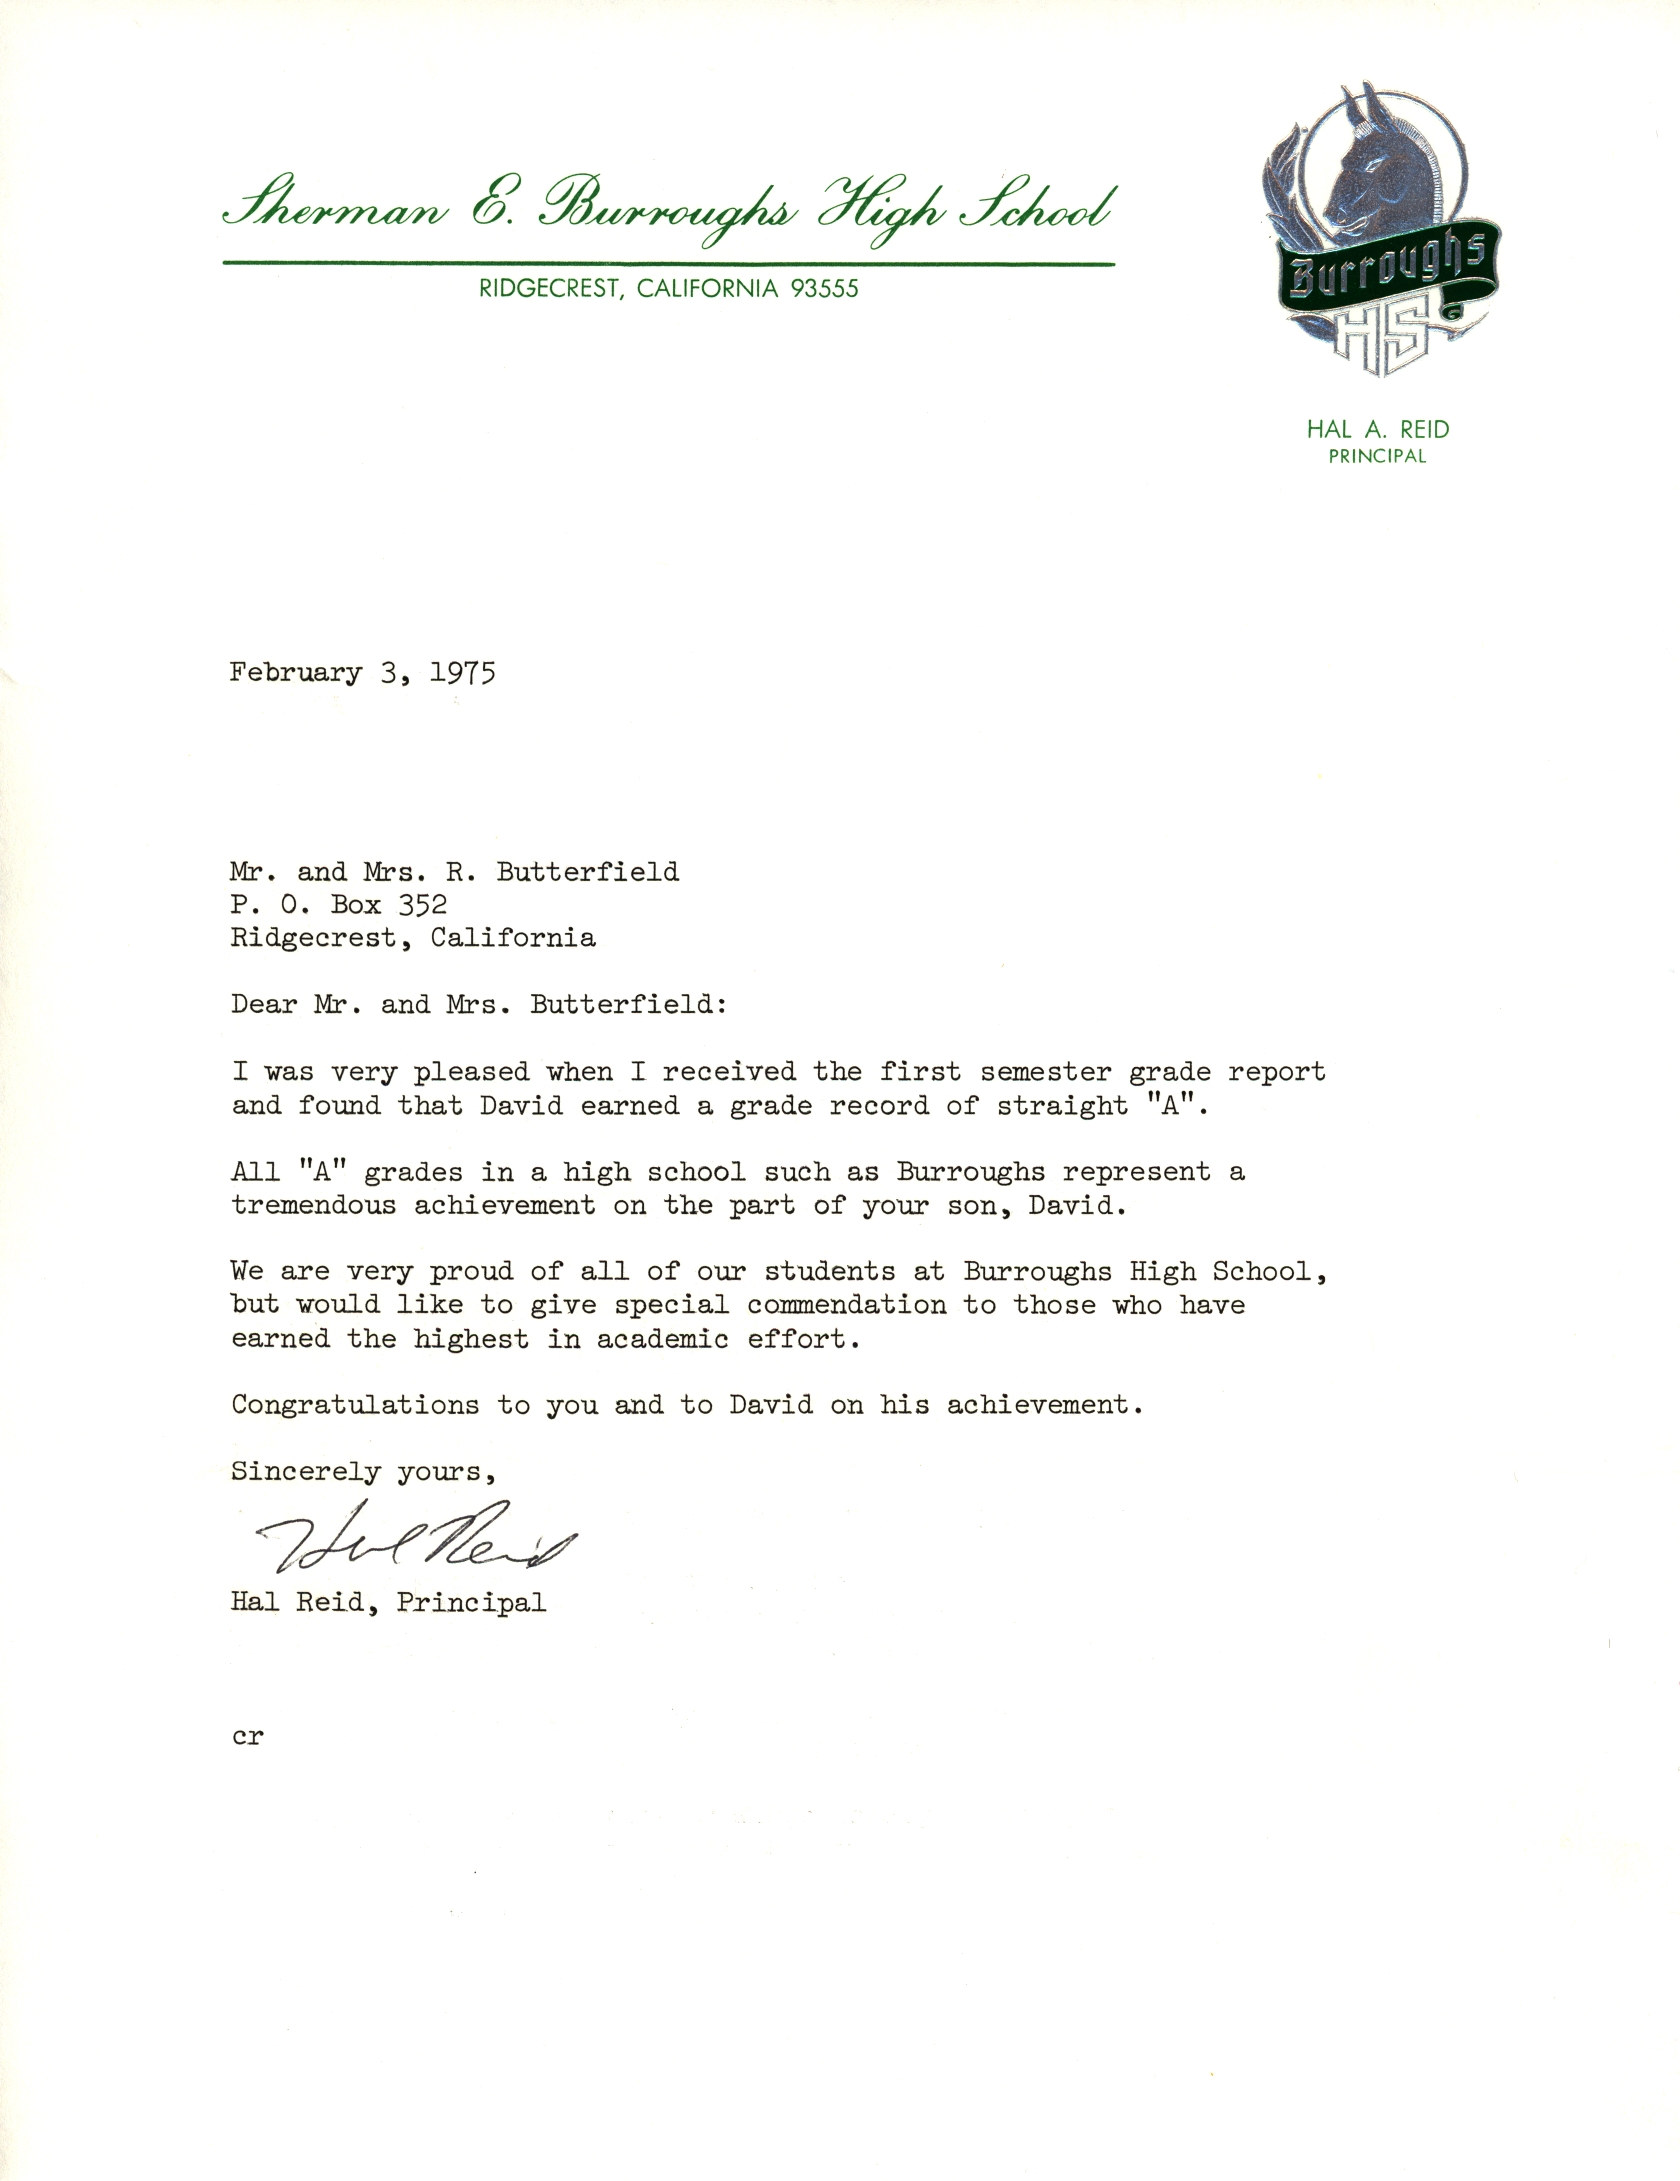 Sherman E. Burroughs High School
RIDGECREST, CALIFORNIA 93555
Burroughs
HS
HAL A. REID
PRINCIPAL
February 3, 1975
Mr. and Mrs. R. Butterfield
P. O. Box 352
Ridgecrest, California
Dear Mr. and Mrs. Butterfield:
I was very pleased when I received the first semester grade report
and found that David earned a grade record of straight "A".
All "A" grades in a high school such as Burroughs represent a
tremendous achievement on the part of your son, David.
We are very proud of all of our students at Burroughs High School,
but would like to give special commendation to those who have
earned the highest in academic effort.
Congratulations to you and to David on his achievement.
Sincerely yours,
Hal Reid
Hal Reid, Principal
cr